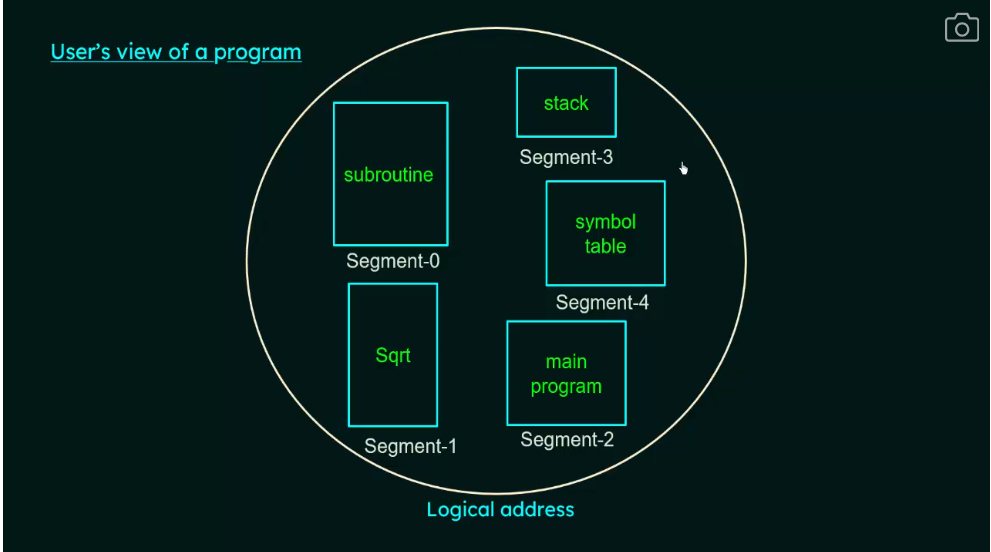 User's view of a program
stack
Segment-3
subroutine
Segment-0
symbol
table
Segment-4
Sqrt
Segment-1
main
program
Segment-2
Logical address